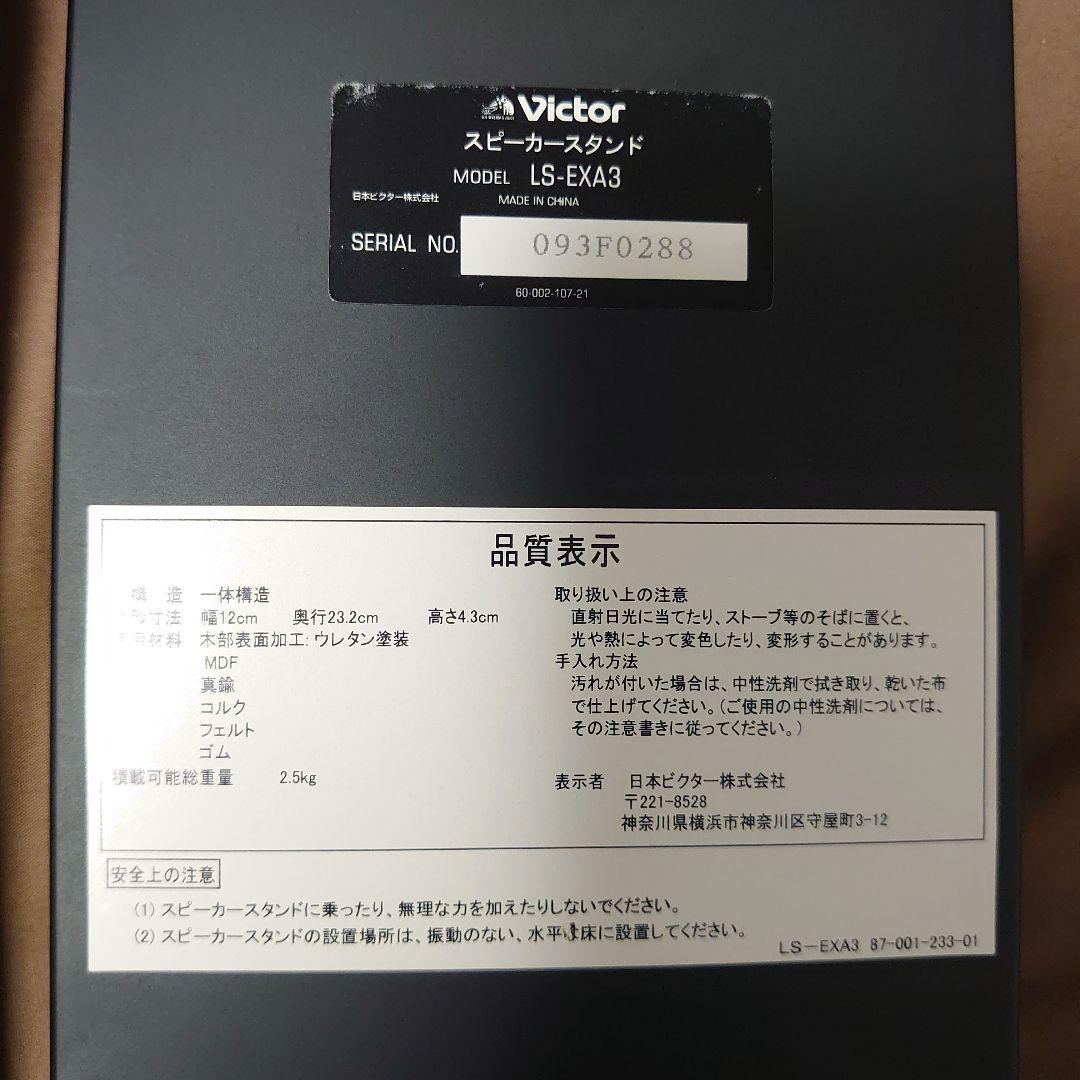 Victor
スピーカースタンド
MODEL LS-EXA3
日本ビクター株式会社 MADE IN CHINA
SERIAL NO. 093F0288
60-002-107-21
品質表示
構 造 一体構造
形寸法 幅12cm 奥行23.2cm 高さ4.3cm
材料 木部表面加工:ウレタン塗装
MDF
真鍮
コルク
フェルト
ゴム
積載可能総重量 2.5kg
取り扱い上の注意
直射日光に当てたり、ストーブ等のそばに置くと、
光や熱によって変色したり、変形することがあります。
手入れ方法
汚れが付いた場合は、中性洗剤で拭き取り、乾いた布
で仕上げてください。(ご使用の中性洗剤については、
その注意書きに従ってください。)
表示者 日本ビクター株式会社
〒221-8528
神奈川県横浜市神奈川区守屋町3-12
安全上の注意
(1) スピーカースタンドに乗ったり、無理な力を加えたりしないでください。
(2) スピーカースタンドの設置場所は、振動のない、水平な床に設置してください。
LS-EXA3 87-001-233-01